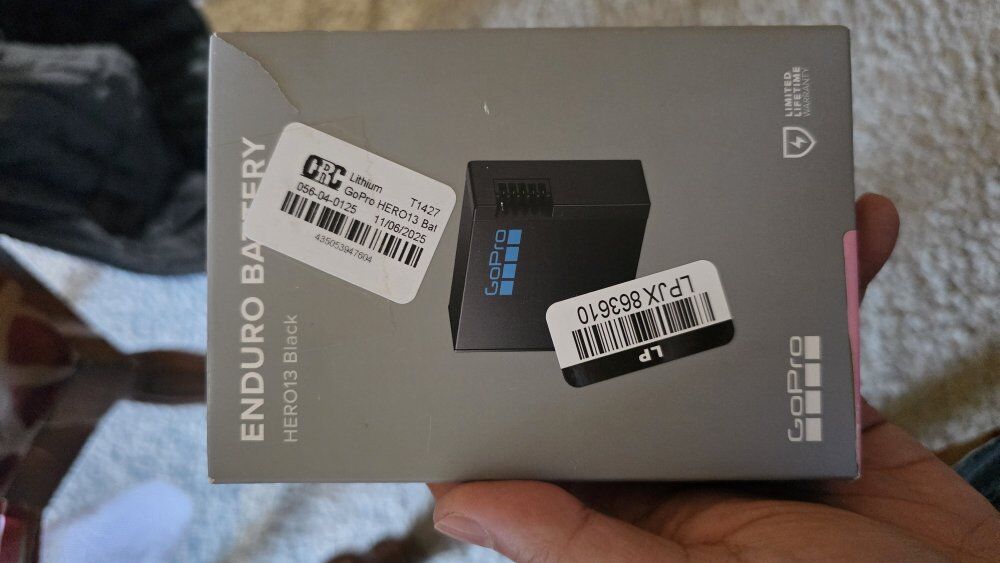 ENDURO BATTERY
HERO13 Black
CRC
Lithium
T1427
GoPro HERO13 Bat
056-04-0125 11/06/2025
435053947604
GoPro
LP
LPJX 863610
LIMITED
LIFETIME
WARRANTY
GoPro